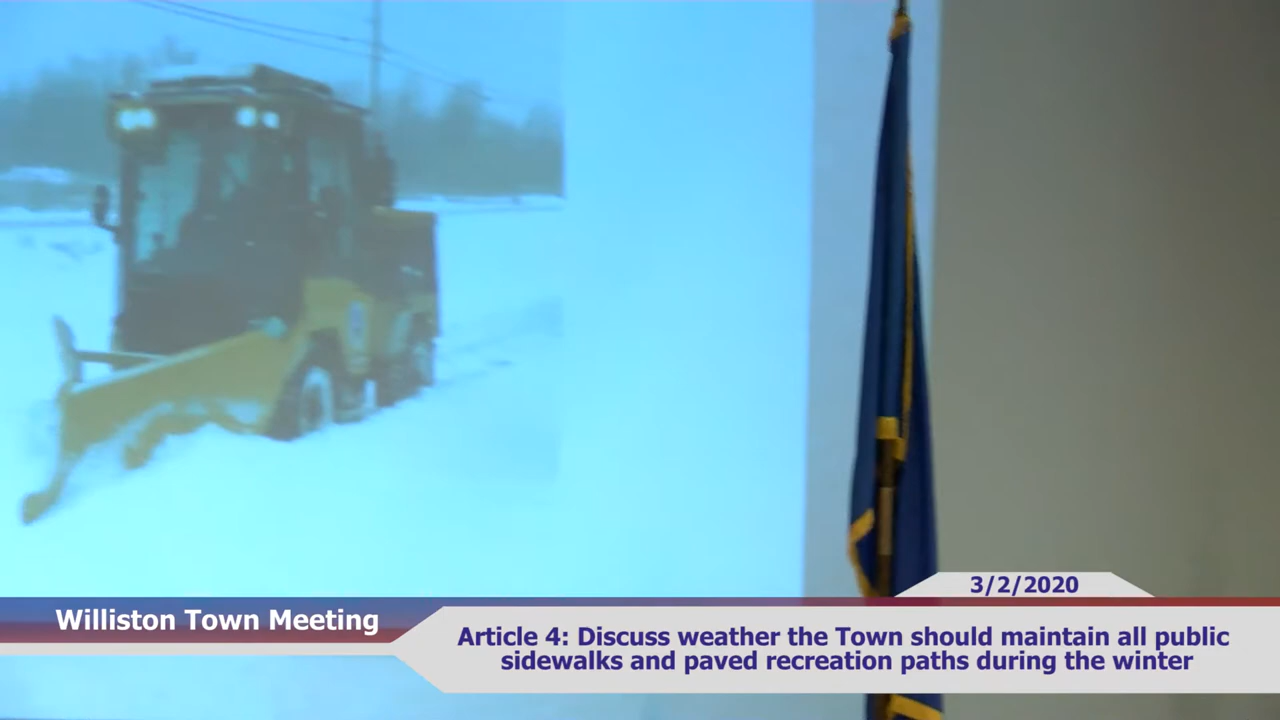 3/2/2020
Williston Town Meeting
Article 4: Discuss weather the Town should maintain all public
sidewalks and paved recreation paths during the winter